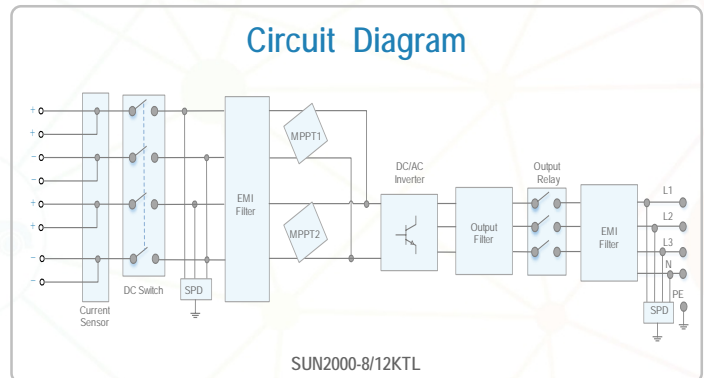 Circuit Diagram
+
+
−
−
+
+
−
−
Current
Sensor
DC Switch
SPD
EMI
Filter
MPPT1
MPPT2
DC/AC
Inverter
Output
Filter
Output
Relay
EMI
Filter
L1
L2
L3
N
PE
SPD
SUN2000-8/12KTL